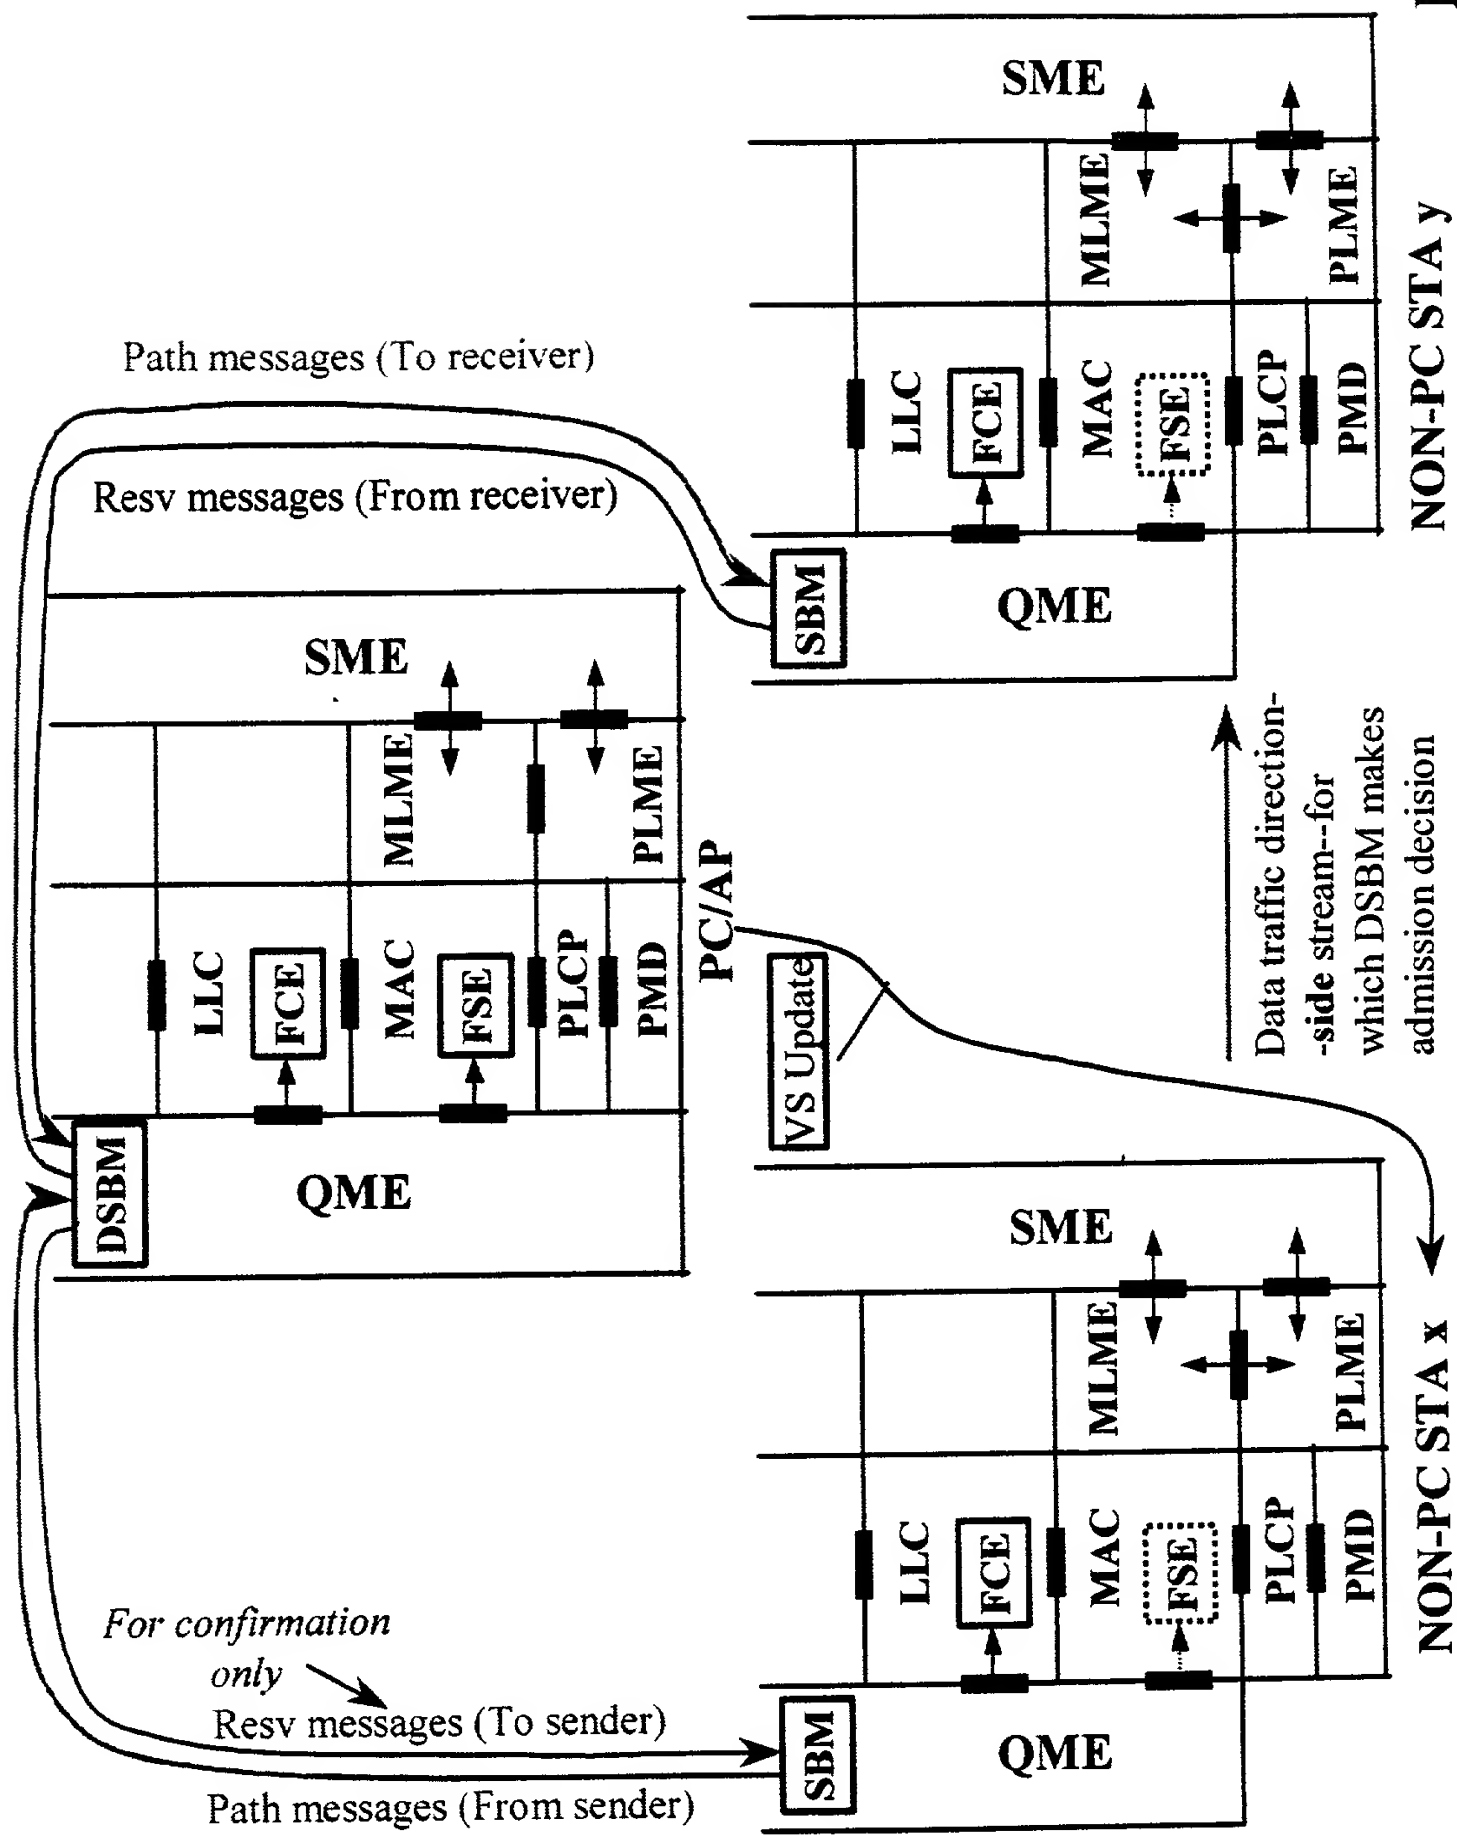 Path messages (To receiver)
Resv messages (From receiver)
SME
MLME
PLME
LLC
FCE
MAC
FSE
PLCP
PMD
SBM
QME
NON-PC STA y
SME
MLME
PLME
LLC
FCE
MAC
FSE
PLCP
PMD
DSBM
QME
PC/AP
VS Update
Data traffic direction-
-side stream--for
which DSBM makes
admission decision
SME
MLME
PLME
LLC
FCE
MAC
FSE
PLCP
PMD
SBM
QME
NON-PC STA x
For confirmation
only
Resv messages (To sender)
Path messages (From sender)